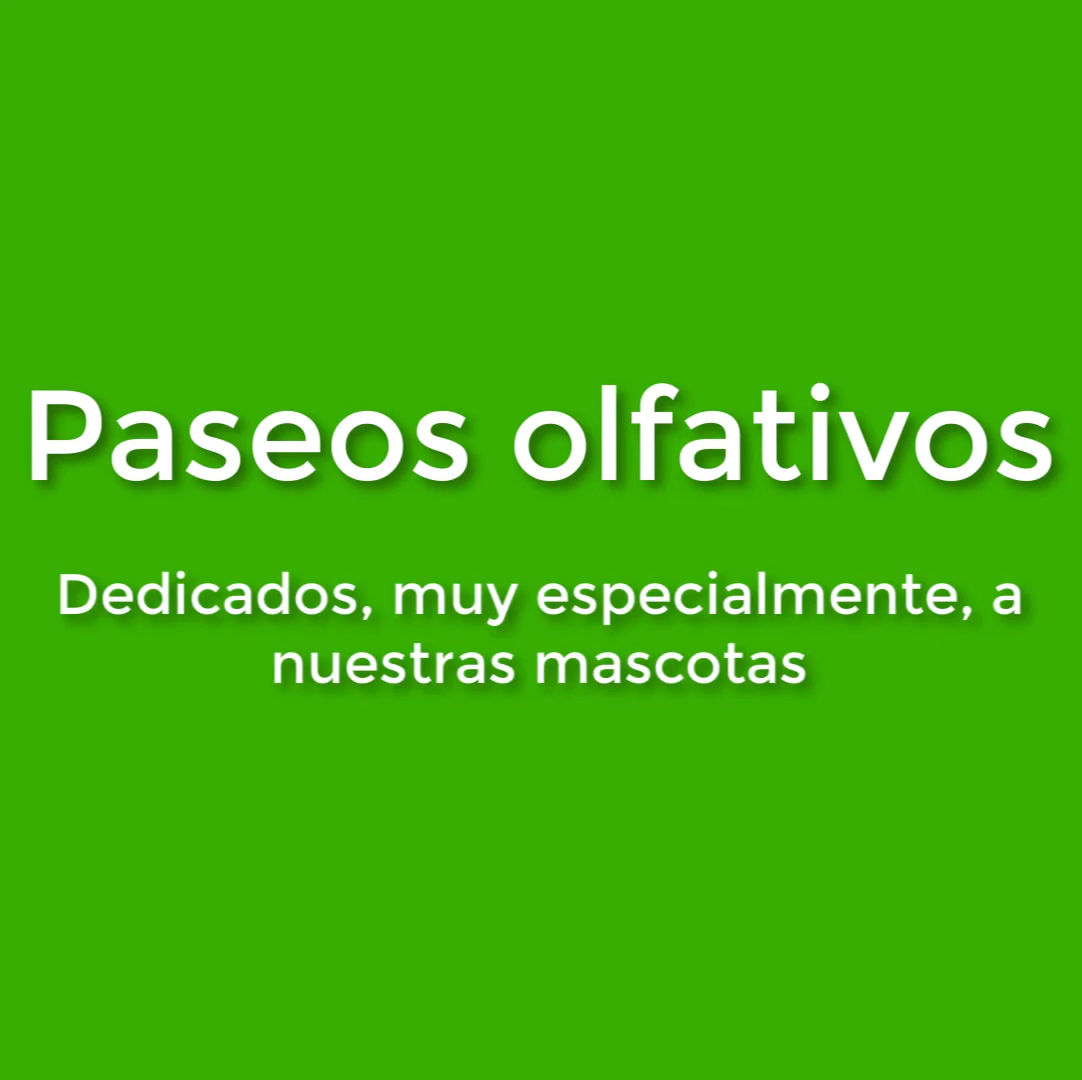 Paseos olfativos
Dedicados, muy especialmente, a
nuestras mascotas